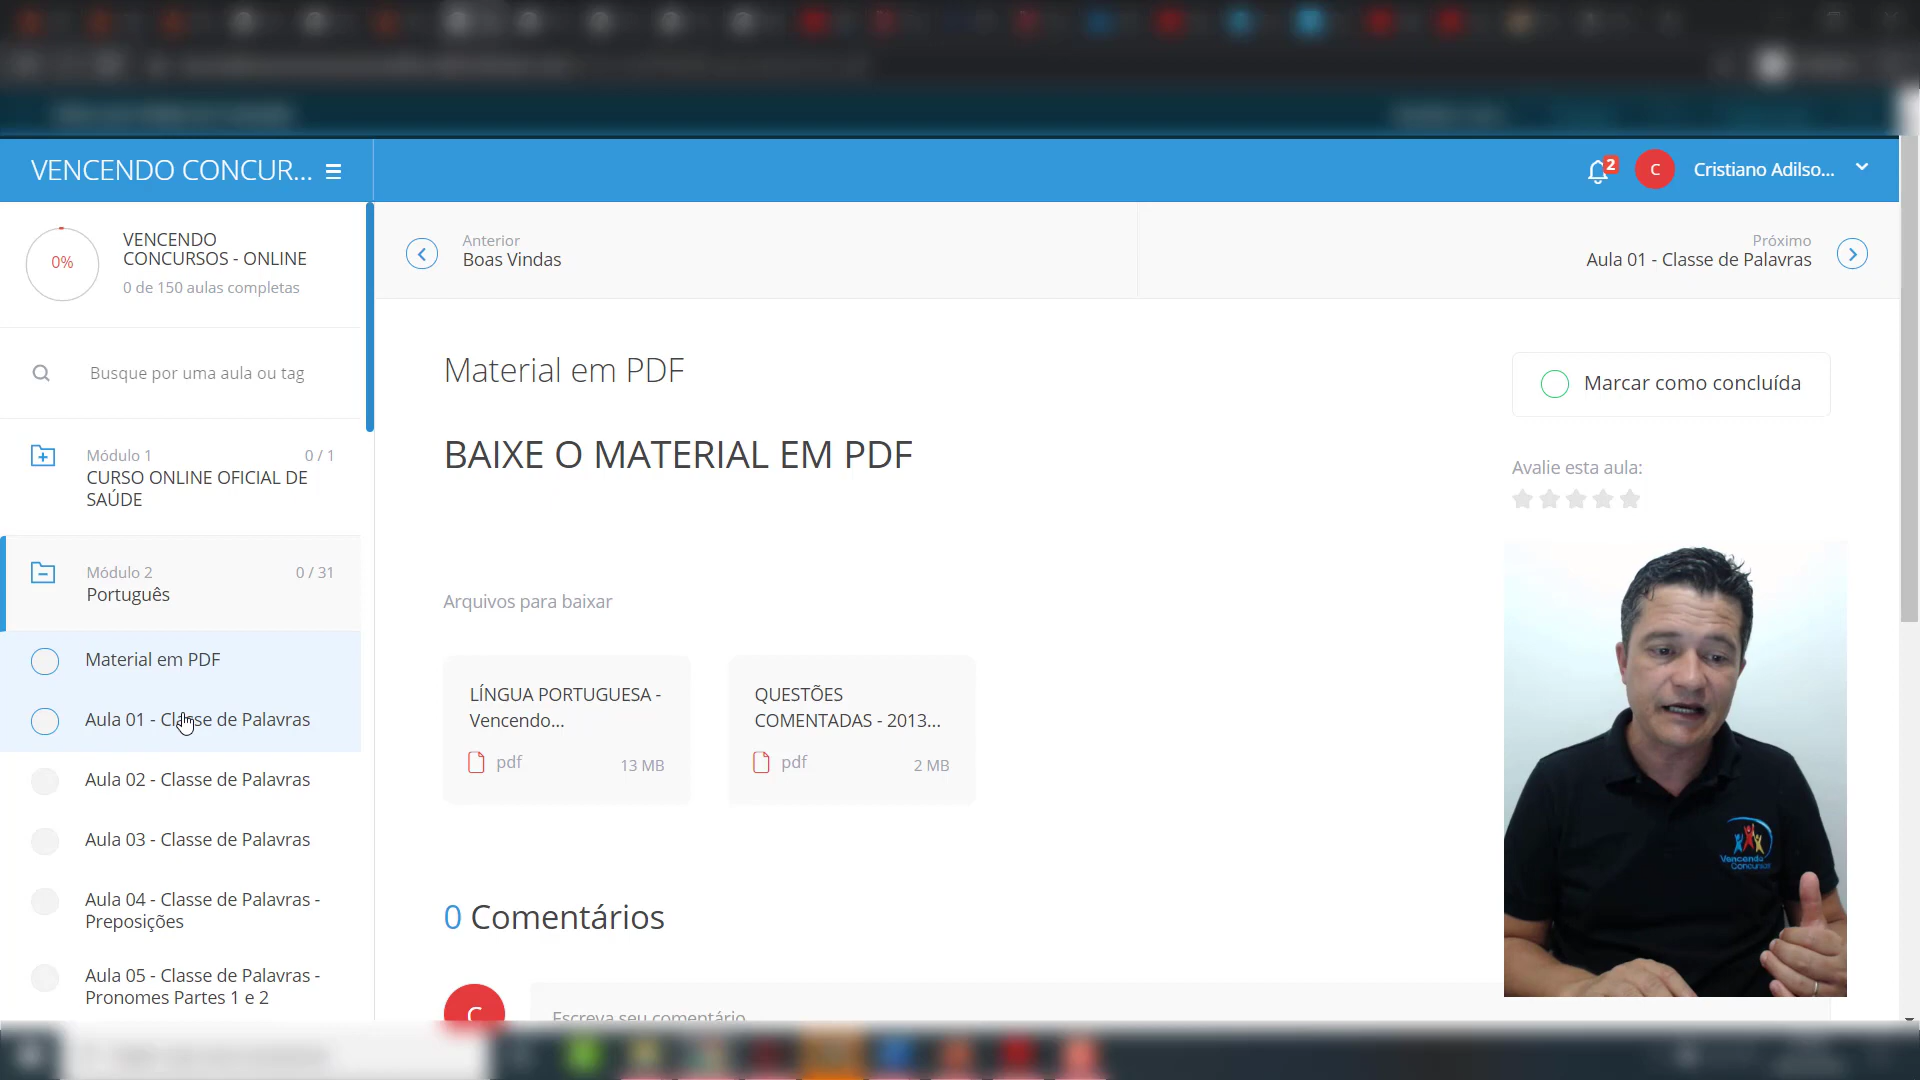 VENCENDO CONCUR...
2
C
Cristiano Adilso...
0%
VENCENDO
CONCURSOS - ONLINE
0 de 150 aulas completas
Anterior
Boas Vindas
Próximo
Aula 01 - Classe de Palavras
Busque por uma aula ou tag
Módulo 1
0 / 1
CURSO ONLINE OFICIAL DE
SAÚDE
Módulo 2
0 / 31
Português
Material em PDF
Aula 01 - Classe de Palavras
Aula 02 - Classe de Palavras
Aula 03 - Classe de Palavras
Aula 04 - Classe de Palavras -
Preposições
Aula 05 - Classe de Palavras -
Pronomes Partes 1 e 2
Material em PDF
BAIXE O MATERIAL EM PDF
Arquivos para baixar
LÍNGUA PORTUGUESA -
Vencendo...
pdf
13 MB
QUESTÕES
COMENTADAS - 2013...
pdf
2 MB
0 Comentários
C
Escreva seu comentário
Marcar como concluída
Avalie esta aula:
Vencendo
Concursos